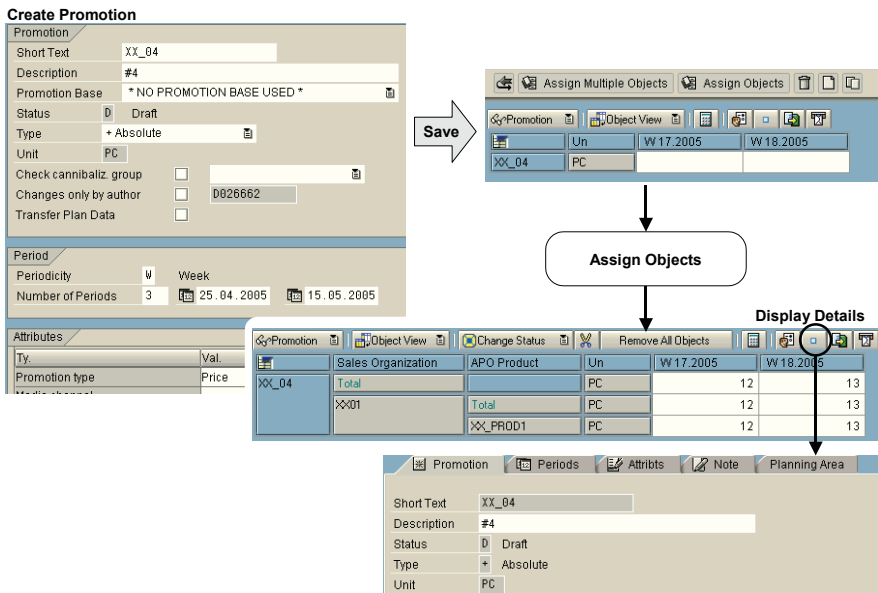 Create Promotion
Promotion
Short Text XX_04
Description #4
Promotion Base * NO PROMOTION BASE USED *
Status D Draft
Type + Absolute
Unit PC
Check cannibaliz. group
Changes only by author D026662
Transfer Plan Data
Period
Periodicity W Week
Number of Periods 3 25.04.2005 15.05.2005
Attributes
Ty. Val.
Promotion type Price
Media channel
Save
Assign Multiple Objects Assign Objects
Promotion Object View
Un W 17.2005 W 18.2005
XX_04 PC
Assign Objects
Display Details
Promotion Object View Change Status Remove All Objects
Sales Organization APO Product Un W 17.2005 W 18.2005
XX_04 Total PC 12 13
XX01 Total PC 12 13
XX_PROD1 PC 12 13
Promotion Periods Attribts Note Planning Area
Short Text XX_04
Description #4
Status D Draft
Type + Absolute
Unit PC